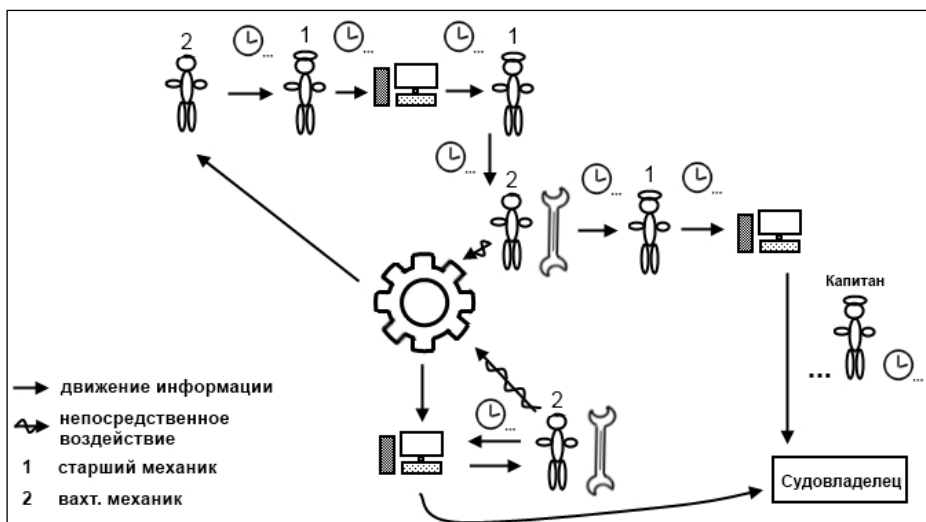 2
1
1
...
...
...
...
2
1
...
...
Капитан
...
...
движение информации
непосредственное
воздействие
2
...
1 старший механик
2 вахт. механик
Судовладелец